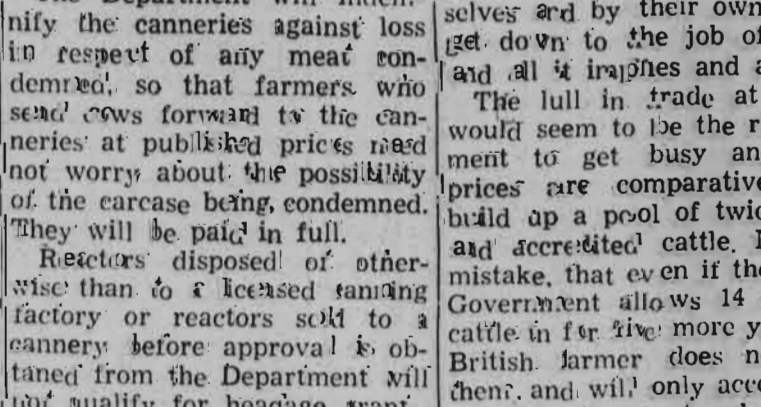 nify the canneries against loss
in respect of any meat con-
demned, so that farmers who
send cows forward to the can-
neries at published prices need
not worry about the possibility
of the carcase being, condemned.
They will be paid in full.
Reactors disposed of other-
wise than to a licensed canning
factory or reactors sold to a
cannery before approval is ob-
tained from the Department will
not qualify for headage grant.
selves and by their own
get down to the job of
and all it implies and
The lull in trade at
would seem to be the
ment to get busy
prices are
build up a pool of
and accredited cattle.
mistake, that even if
Government allows 14
cattle in for five more
British farmer does
them, and will only